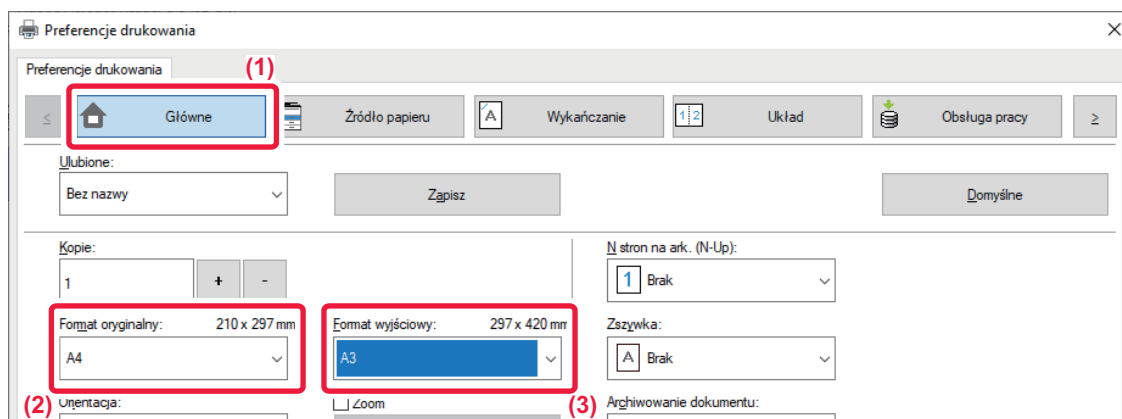 Preferencje drukowania
Preferencje drukowania
(1)
<
Główne
Źródło papieru
A
Wykańczanie
1 2
Układ
Obsługa pracy
>
Ulubione:
Bez nazwy
Zapisz
Domyślne
Kopie:
1
+
-
N stron na ark. (N-Up):
1 Brak
Format oryginalny: 210 x 297 mm
A4
Format wyjściowy: 297 x 420 mm
A3
Zszywka:
A Brak
(2)
Orientacja:
Zoom
(3)
Archiwowanie dokumentu: